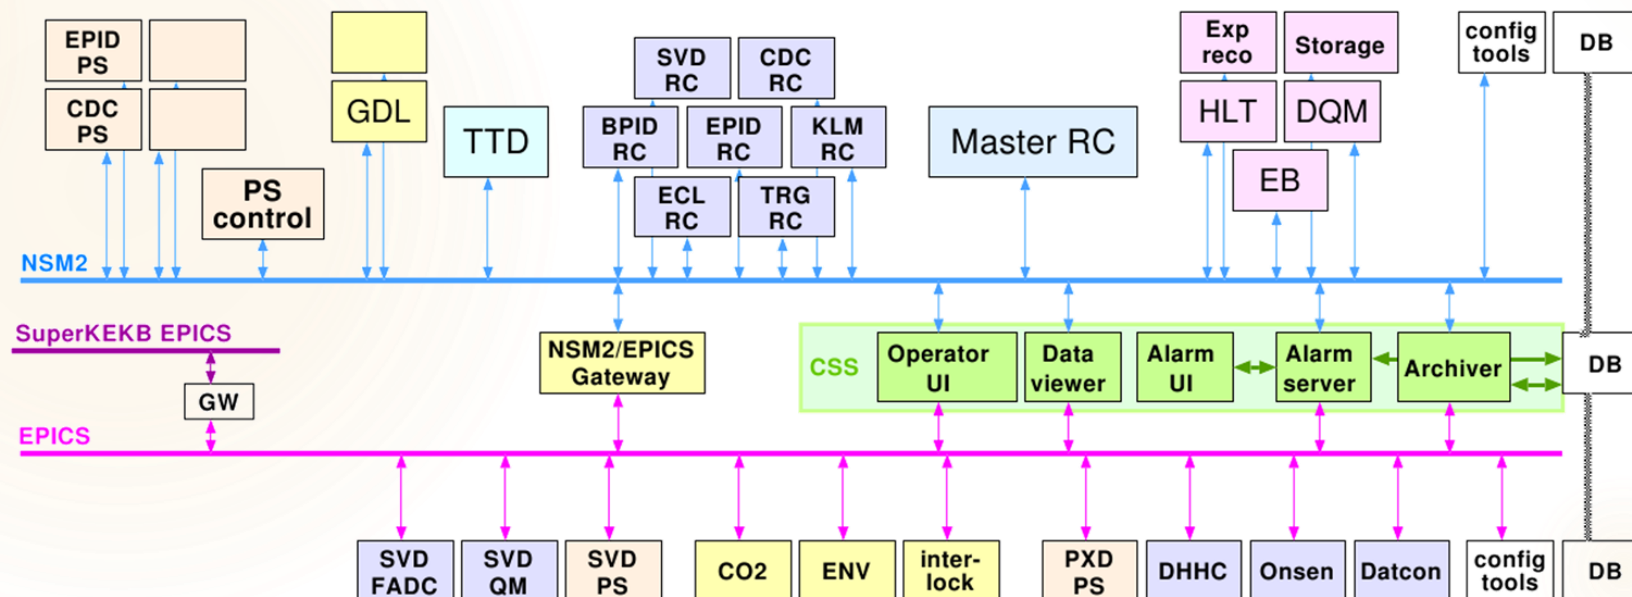 EPID
PS
CDC
PS
PS
control
GDL
TTD
SVD
RC
CDC
RC
BPID
RC
EPID
RC
KLM
RC
ECL
RC
TRG
RC
Master RC
Exp
reco
Storage
HLT
DQM
EB
config
tools
DB
NSM2
SuperKEKB EPICS
GW
EPICS
NSM2/EPICS
Gateway
CSS
Operator
UI
Data
viewer
Alarm
UI
Alarm
server
Archiver
DB
SVD
FADC
SVD
QM
SVD
PS
CO2
ENV
inter-
lock
PXD
PS
DHHC
Onsen
Datcon
config
tools
DB